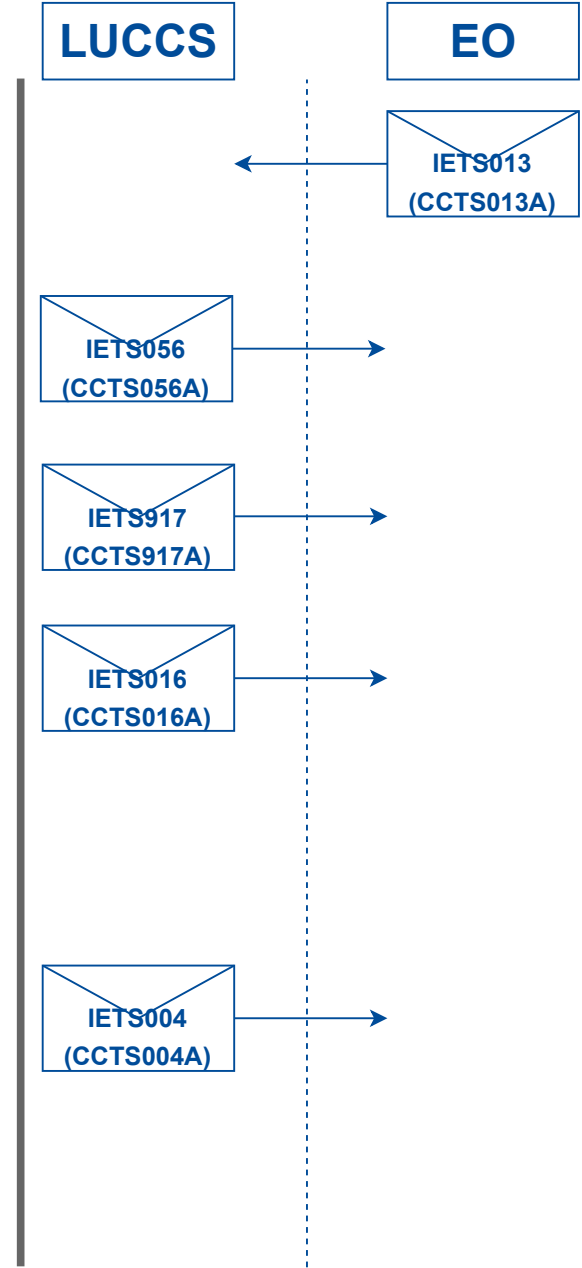 LUCCS
EO
IETS013
(CCTS013A)
IETS056
(CCTS056A)
IETS917
(CCTS917A)
IETS016
(CCTS016A)
IETS004
(CCTS004A)